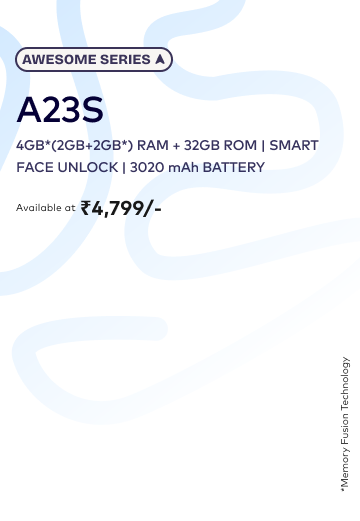 AWESOME SERIES
A23S
4GB*(2GB+2GB*) RAM + 32GB ROM | SMART
FACE UNLOCK | 3020 mAh BATTERY
Available at ₹4,799/-
*Memory Fusion Technology